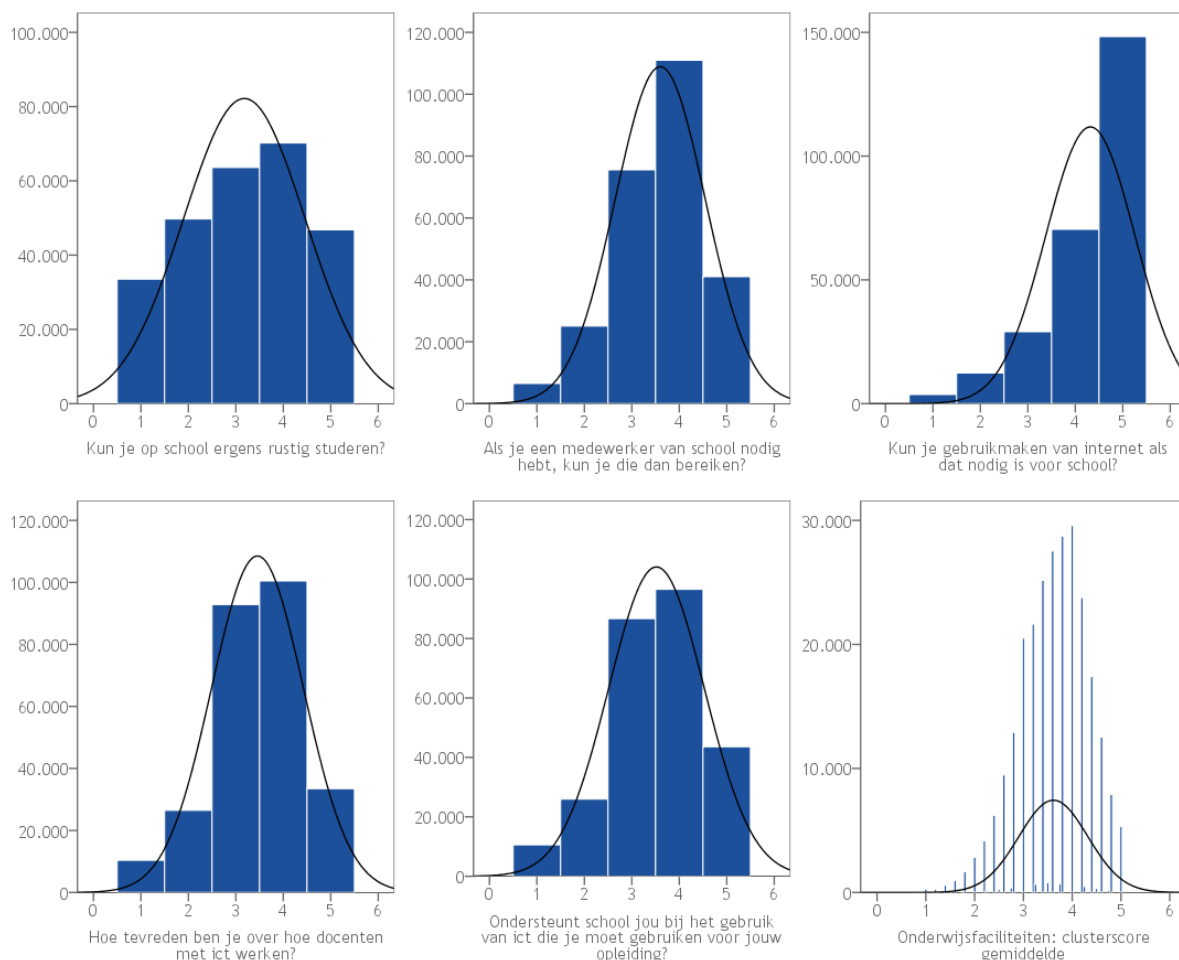 100.000
80.000
60.000
40.000
20.000
0
0 1 2 3 4 5 6
Kun je op school ergens rustig studeren?
120.000
100.000
80.000
60.000
40.000
20.000
0
0 1 2 3 4 5 6
Als je een medewerker van school nodig
hebt, kun je die dan bereiken?
150.000
100.000
50.000
0
0 1 2 3 4 5 6
Kun je gebruikmaken van internet als
dat nodig is voor school?
120.000
100.000
80.000
60.000
40.000
20.000
0
0 1 2 3 4 5 6
Hoe tevreden ben je over hoe docenten
met ict werken?
120.000
100.000
80.000
60.000
40.000
20.000
0
0 1 2 3 4 5 6
Ondersteunt school jou bij het gebruik
van ict die je moet gebruiken voor jouw
opleiding?
30.000
20.000
10.000
0
0 1 2 3 4 5 6
Onderwijsfaciliteiten: clusterscore
gemiddelde